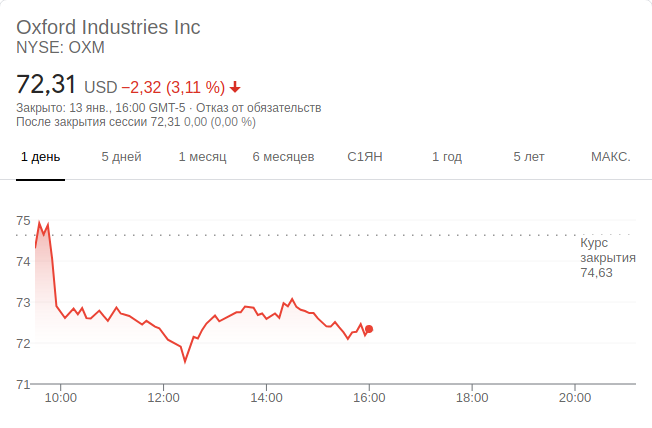 Oxford Industries Inc
NYSE: OXM
72,31 USD −2,32 (3,11 %)
Закрыто: 13 янв., 16:00 GMT-5 · Отказ от обязательств
После закрытия сессии 72,31 0,00 (0,00 %)
1 день 5 дней 1 месяц 6 месяцев С1ЯН 1 год 5 лет МАКС.
75
Курс
закрытия
74,63
74
73
72
71
10:00 12:00 14:00 16:00 18:00 20:00